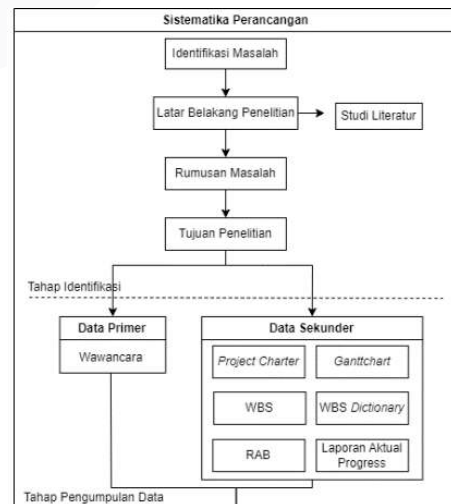 Sistematika Perancangan
Identifikasi Masalah
Latar Belakang Penelitian
Studi Literatur
Rumusan Masalah
Tujuan Penelitian
Tahap Identifikasi
Data Primer
Wawancara
Data Sekunder
Project Charter
Ganttchart
WBS
WBS Dictionary
RAB
Laporan Aktual
Progress
Tahap Pengumpulan Data